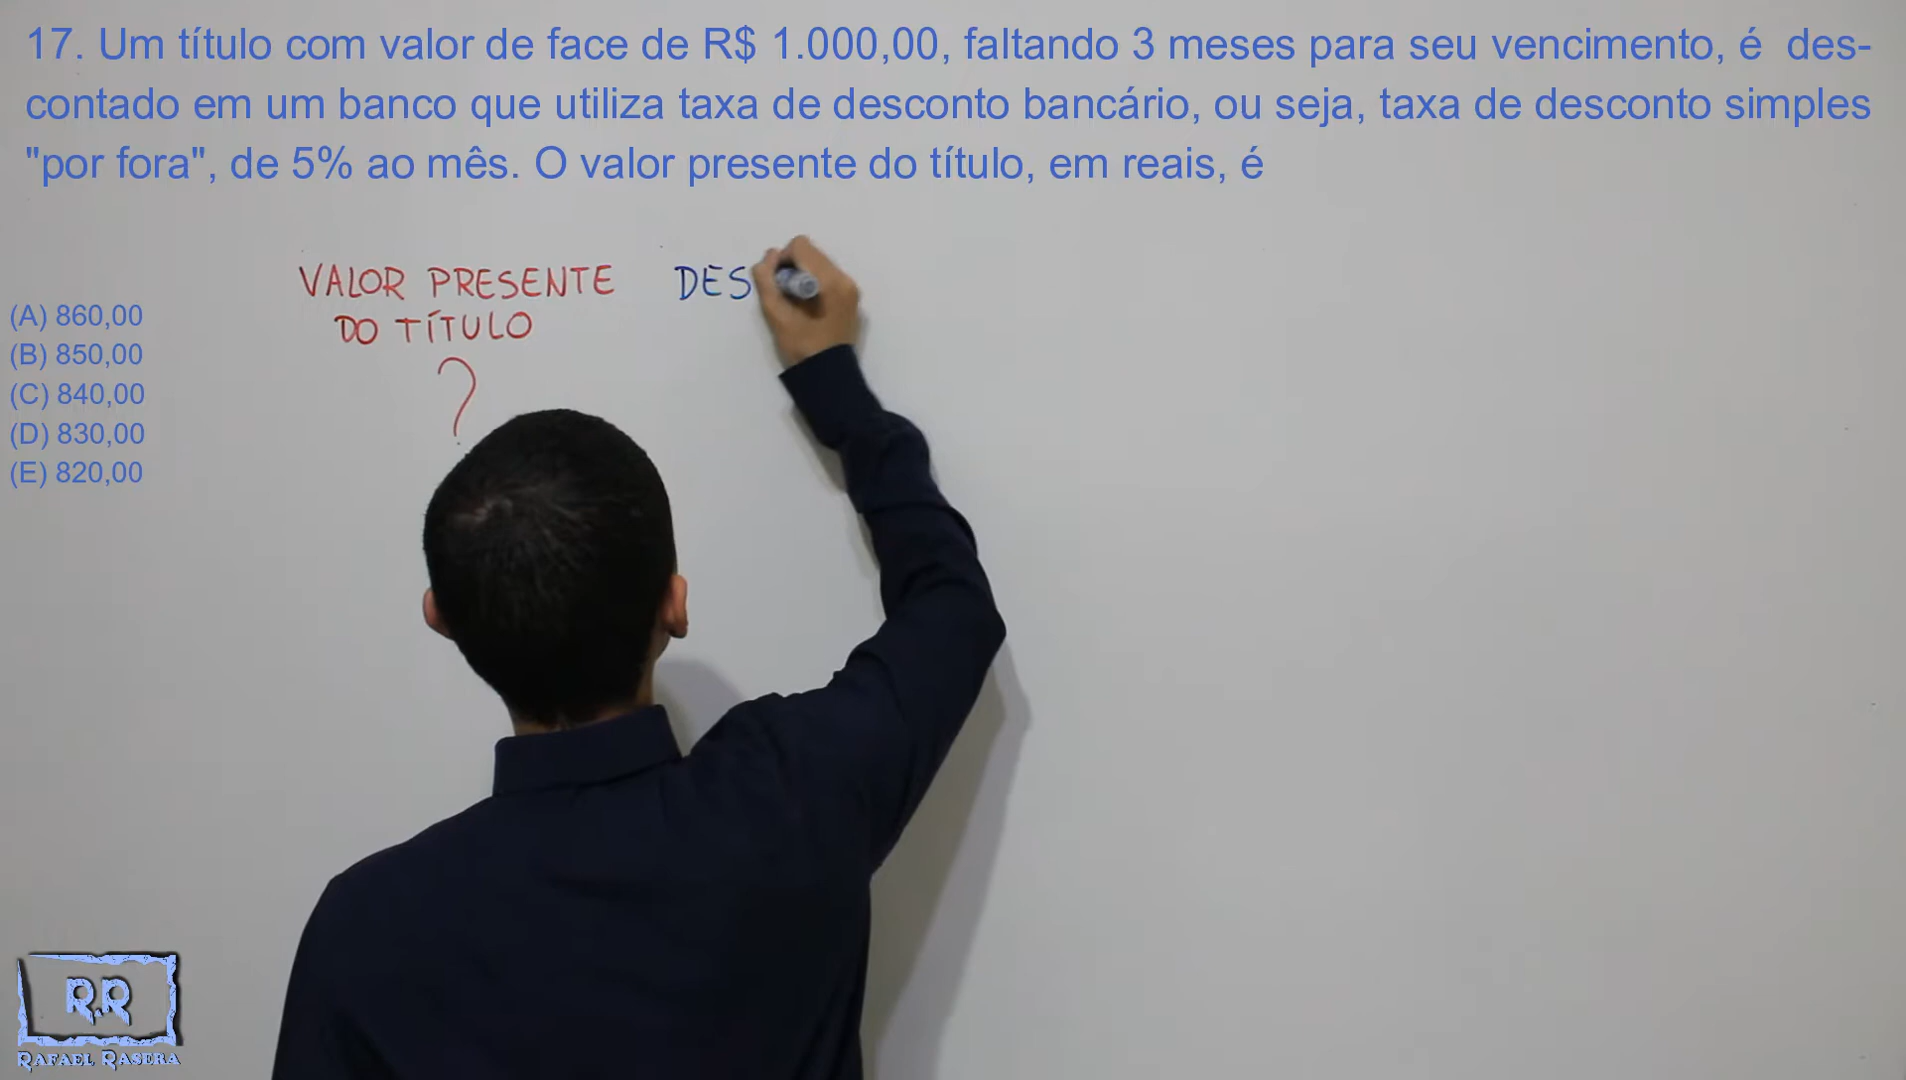 17. Um título com valor de face de R$ 1.000,00, faltando 3 meses para seu vencimento, é des-
contado em um banco que utiliza taxa de desconto bancário, ou seja, taxa de desconto simples
"por fora", de 5% ao mês. O valor presente do título, em reais, é
VALOR PRESENTE
DO TÍTULO
?
DES
(A) 860,00
(B) 850,00
(C) 840,00
(D) 830,00
(E) 820,00
R.R
RAFAEL RASERA